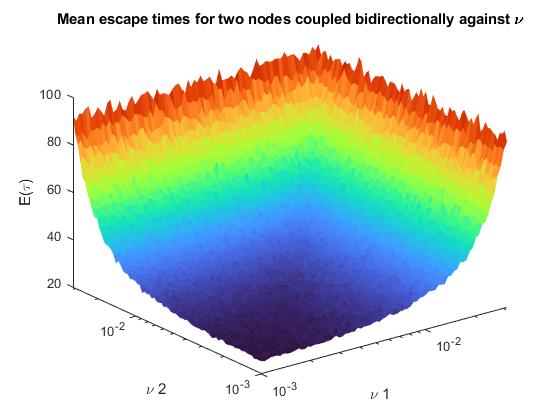 Mean escape times for two nodes coupled bidirectionally against ν
100
80
60
40
20
E(τ)
10-2
10-3
ν 2
10-3
10-2
ν 1